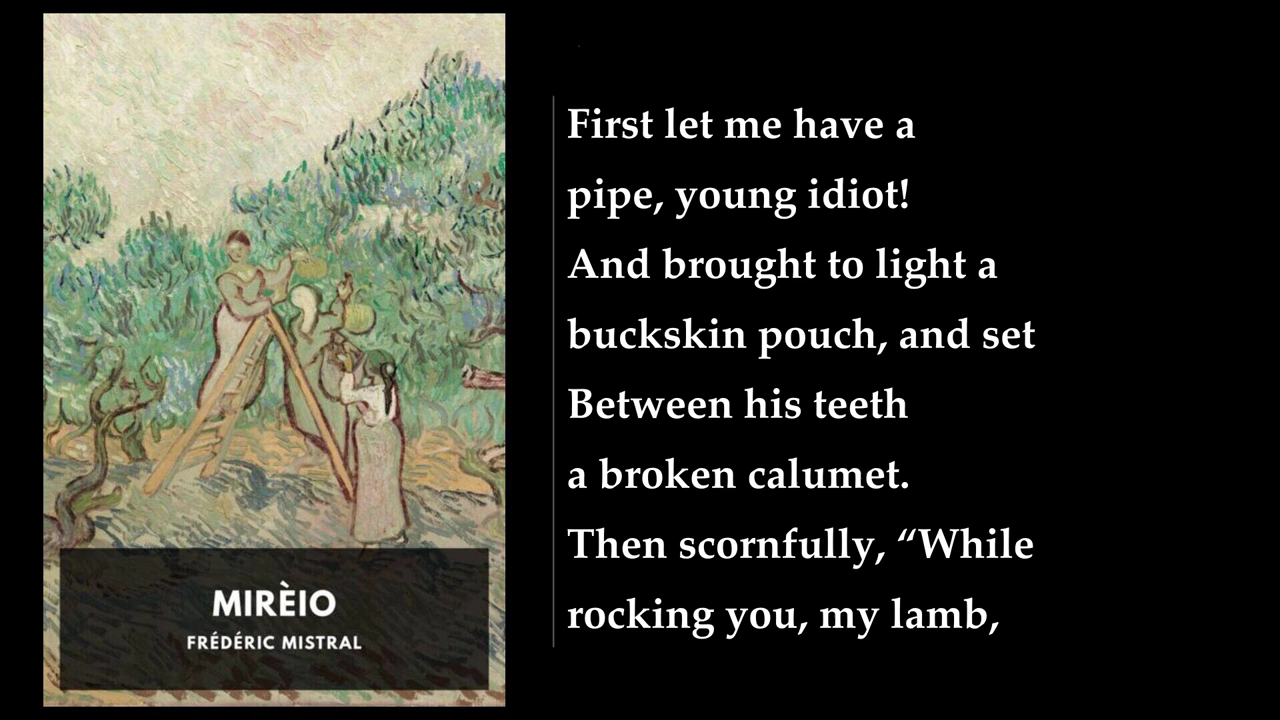 MIRÈIO
FRÉDÉRIC MISTRAL
First let me have a
pipe, young idiot!
And brought to light a
buckskin pouch, and set
Between his teeth
a broken calumet.
Then scornfully, “While
rocking you, my lamb,